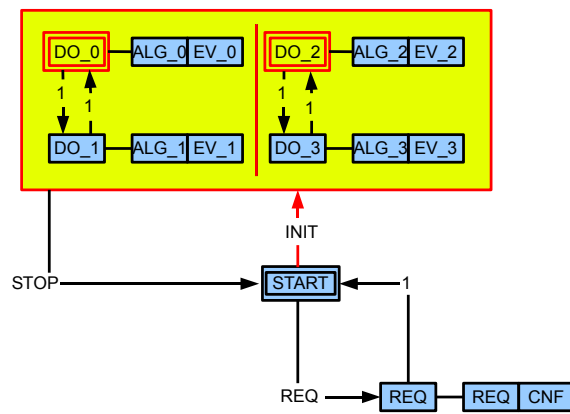 DO_0 ALG_0 EV_0 DO_2 ALG_2 EV_2
1 1 1 1
DO_1 ALG_1 EV_1 DO_3 ALG_3 EV_3
INIT
STOP START 1
REQ REQ REQ CNF